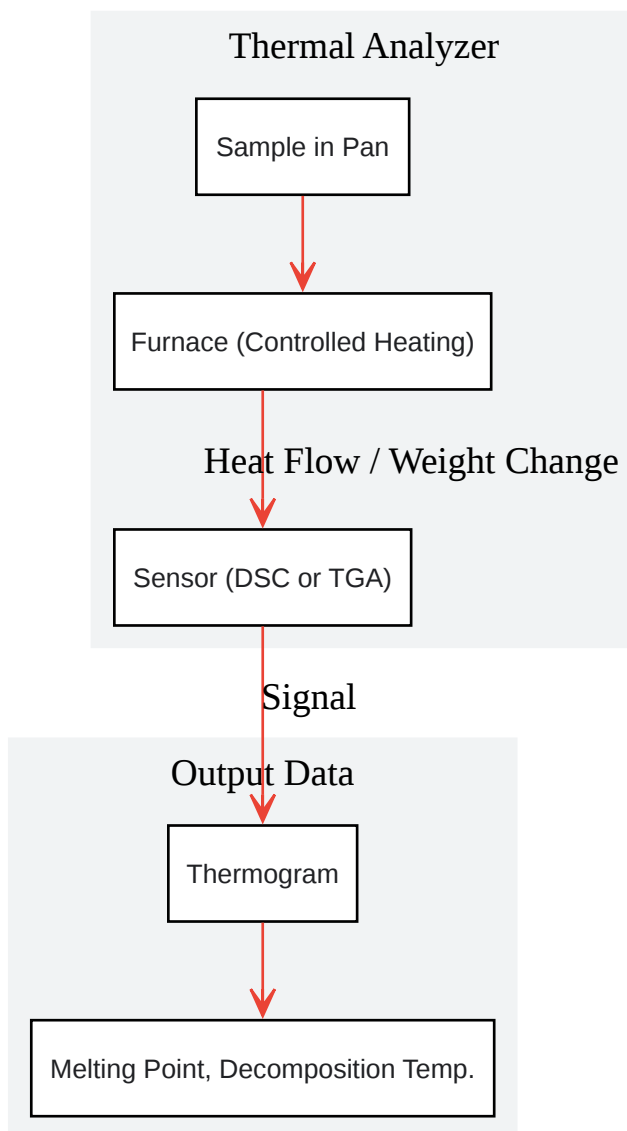 Thermal Analyzer
Sample in Pan
Furnace (Controlled Heating)
Heat Flow / Weight Change
Sensor (DSC or TGA)
Signal
Output Data
Thermogram
Melting Point, Decomposition Temp.